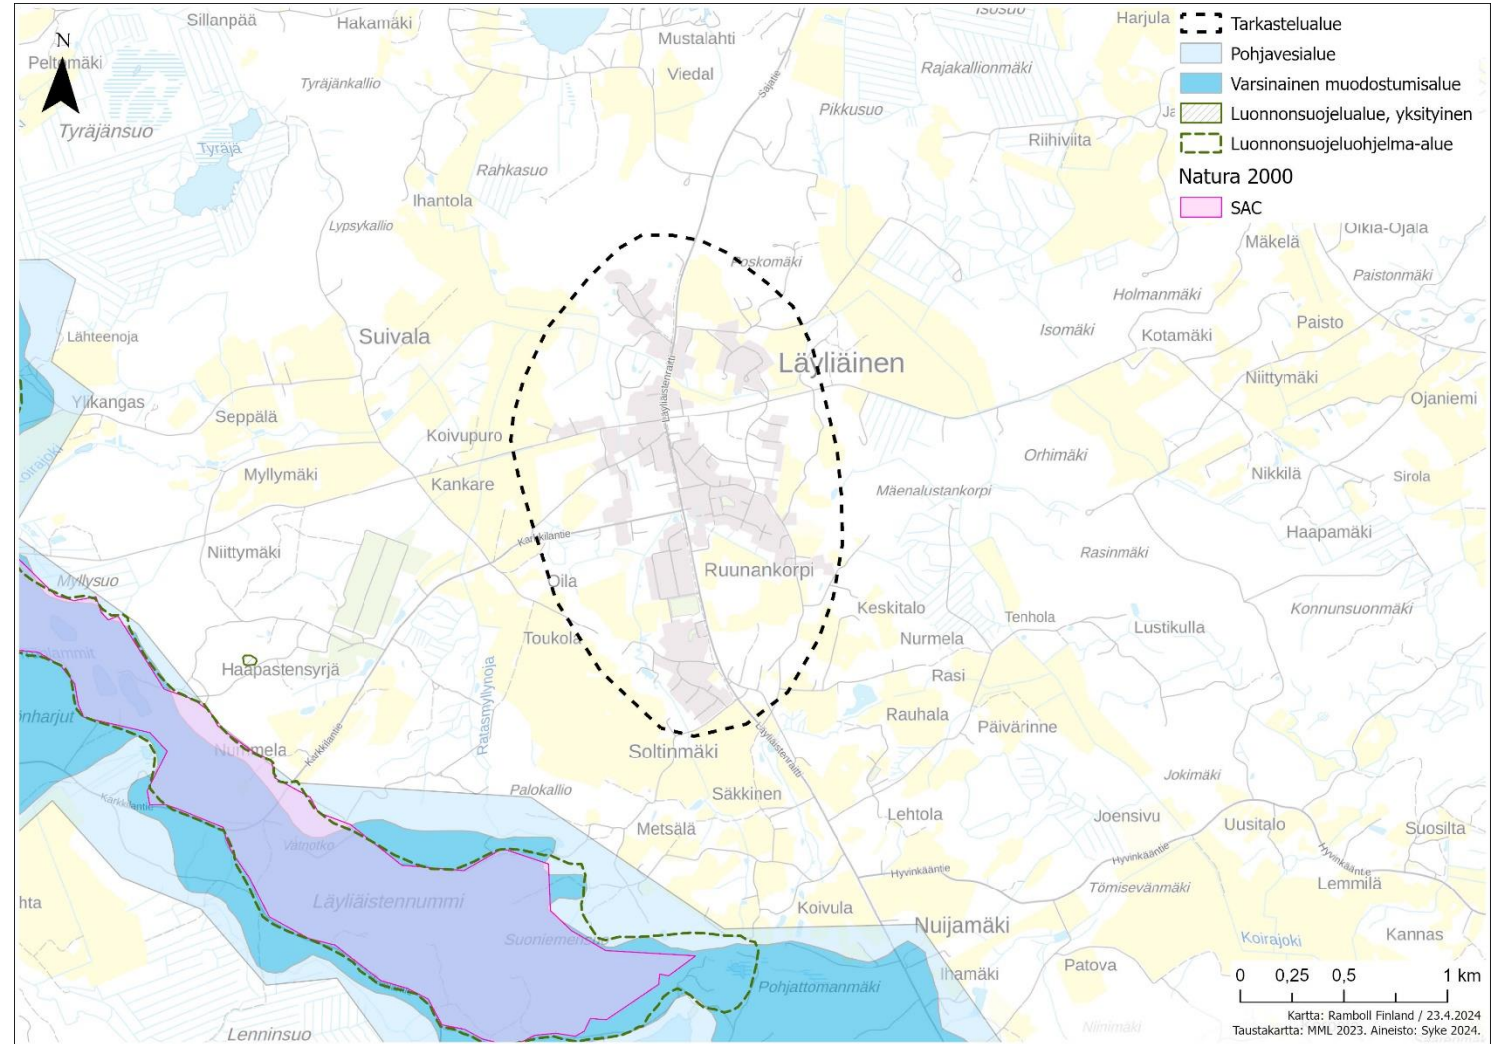 Sillanpää
Hakamäki
Mustalahti
Harjula
N
Peltomäki
Viedal
Sajatie
Rajakallionmäki
Tyräjänkallio
Pikkusuo
Tyräjänsuo
Tyräjä
Riihiviita
Rahkasuo
Ihantola
Lypsykallio
Poskomäki
Mäkelä
Oikia-Ojala
Paistonmäki
Holmanmäki
Lähteenoja
Suivala
Isomäki
Kotamäki
Paisto
Läyliäinen
Läyliäistenraitti
Niittymäki
Ylikangas
Seppälä
Ojaniemi
Koivupuro
Orhimäki
Myllymäki
Kankare
Nikkilä
Sirola
Mäenalustankorpi
Karkkilantie
Haapamäki
Niittymäki
Rasinmäki
Myllysuo
Oila
Ruunankorpi
Keskitalo
Tenhola
Konnunsuonmäki
Toukola
Nurmela
Lustikulla
Haapastensyrjä
Rasi
Ratasmyllynoja
Rauhala
Päivärinne
Karkkilantie
Nummela
Soltinmäki
Läyliäistenraitti
Jokimäki
Palokallio
Säkkinen
Karkkilantie
Lehtola
Joensivu
Uusitalo
Suosilta
Metsälä
Vatnotko
Hyvinkääntie
Hyvinkääntie
Hyvinkääntie
Tömisevänmäki
Lemmilä
Läyliäistennummi
Koivula
Nuijamäki
Suoniemensuo
Koirajoki
Kannas
Ihamäki
Patova
Pohjattomanmäki
Lenninsuo
Niinimäki
Tarkastelualue
Pohjavesialue
Varsinainen muodostumisalue
Luonnonsuojelualue, yksityinen
Luonnonsuojeluohjelma-alue
Natura 2000
SAC
0 0,25 0,5 1 km
Kartta: Ramboll Finland / 23.4.2024
Taustakartta: MML 2023. Aineisto: Syke 2024.